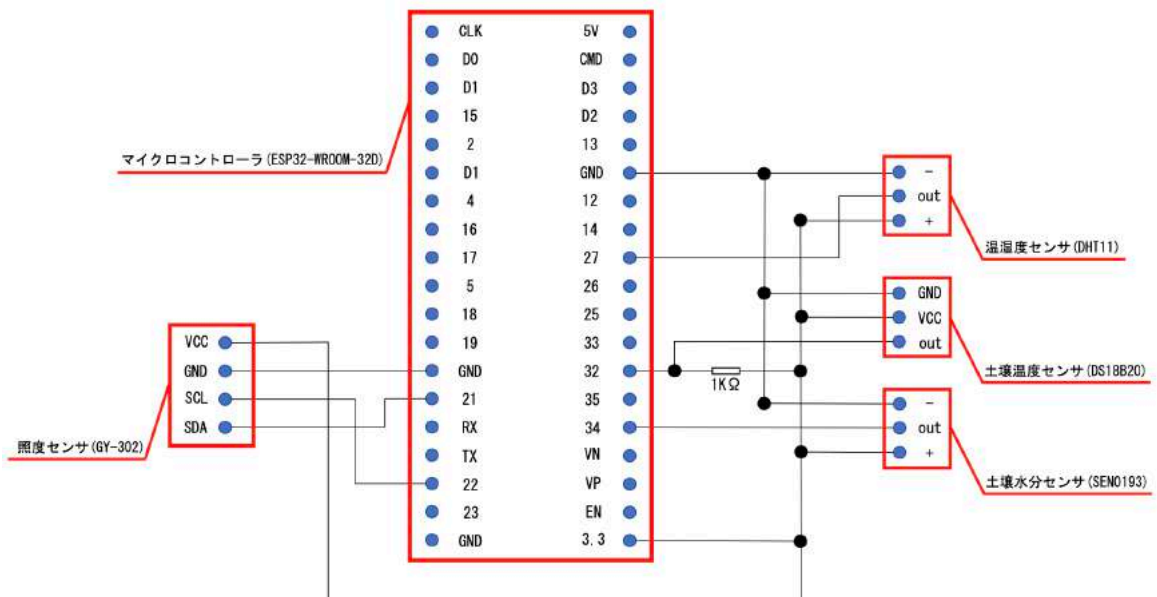 CLK 5V
D0 CMD
D1 D3
15 D2
2 13
マイクロコントローラ(ESP32-WROOM-32D)
D1 GND
4 12
16 14
17 27
5 26
18 25
19 33
GND 32
21 35
RX 34
TX VN
22 VP
23 EN
GND 3.3
VCC
GND
SCL
SDA
照度センサ(GY-302)
1KΩ
-
out
+
温湿度センサ(DHT11)
GND
VCC
out
土壌温度センサ(DS18B20)
-
out
+
土壌水分センサ(SEN0193)